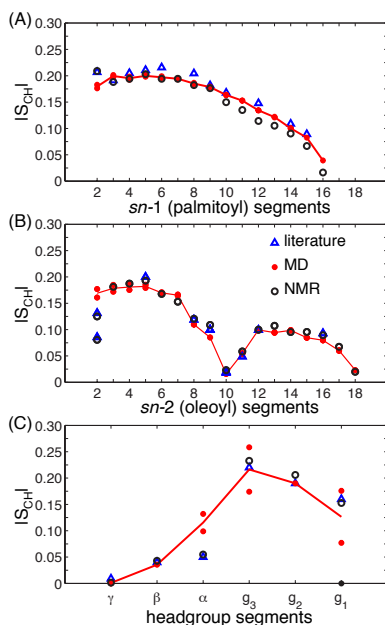 (A)
0.30
0.25
0.20
0.15
0.10
0.05
0
|S_CH|
2 4 6 8 10 12 14 16 18
sn-1 (palmitoyl) segments
(B)
0.30
0.25
0.20
0.15
0.10
0.05
0
|S_CH|
literature
MD
NMR
2 4 6 8 10 12 14 16 18
sn-2 (oleoyl) segments
(C)
0.30
0.25
0.20
0.15
0.10
0.05
0
|S_CH|
γ β α g_3 g_2 g_1
headgroup segments